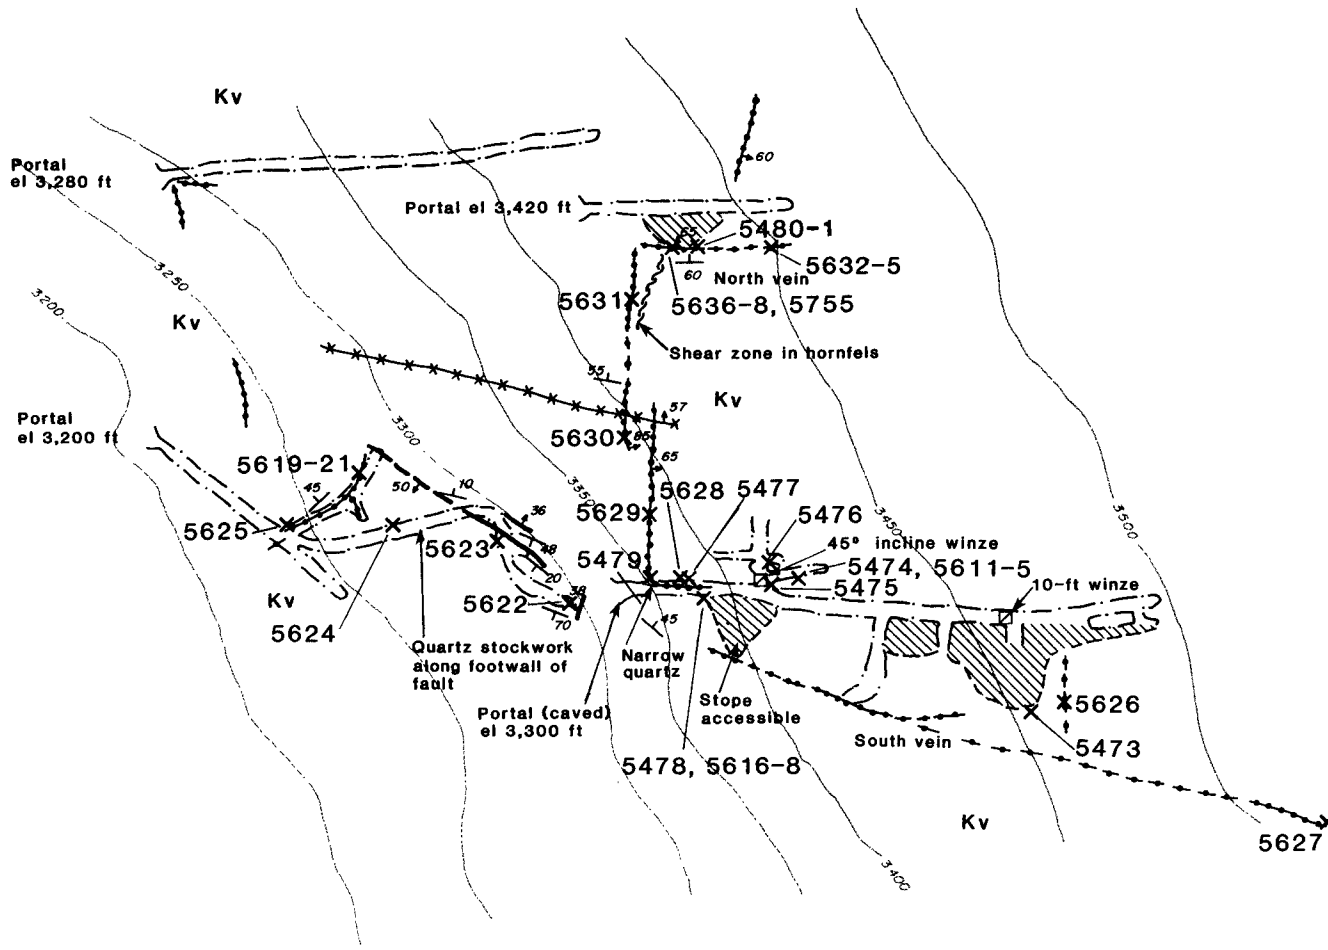 Kv
60
Portal
el 3,280 ft
Portal el 3,420 ft
65
5480-1
60
North vein
5632-5
3250
3200
5631
5636-8, 5755
Kv
Shear zone in hornfels
55
Kv
57
Portal
el 3,200 ft
3300
5630
85
65
5619-21
45
50
10
3350
5628
5477
36
5629
5476
3450
3500
5625
5623
48
45° incline winze
20
5479
5474, 5611-5
5475
10-ft winze
38
5622
70
Kv
5624
45
Quartz stockwork
along footwall of
fault
Narrow
quartz
Stope
accessible
Portal (caved)
el 3,300 ft
5626
South vein
5473
5478, 5616-8
Kv
5627
3400